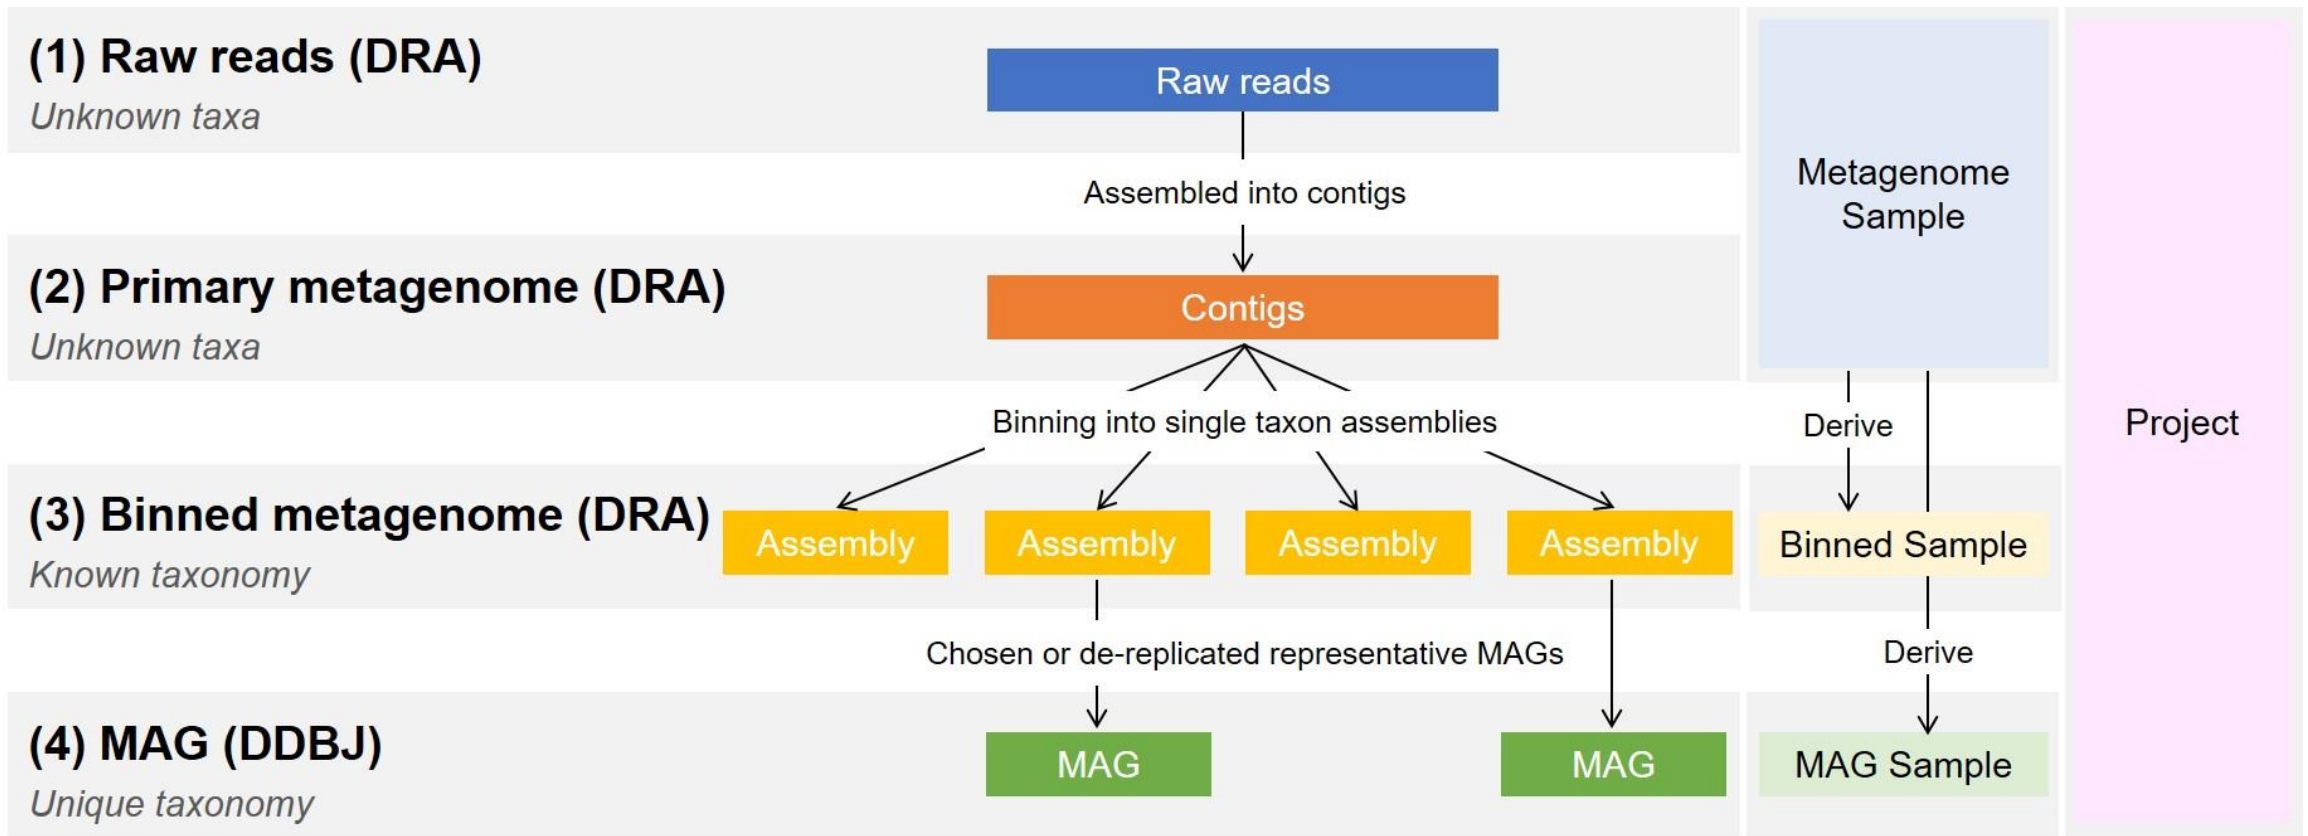 (1) Raw reads (DRA)
Unknown taxa
Raw reads
Assembled into contigs
(2) Primary metagenome (DRA)
Unknown taxa
Contigs
Binning into single taxon assemblies
(3) Binned metagenome (DRA)
Known taxonomy
Assembly
Assembly
Assembly
Assembly
Chosen or de-replicated representative MAGs
(4) MAG (DDBJ)
Unique taxonomy
MAG
MAG
Metagenome
Sample
Derive
Binned Sample
Derive
MAG Sample
Project